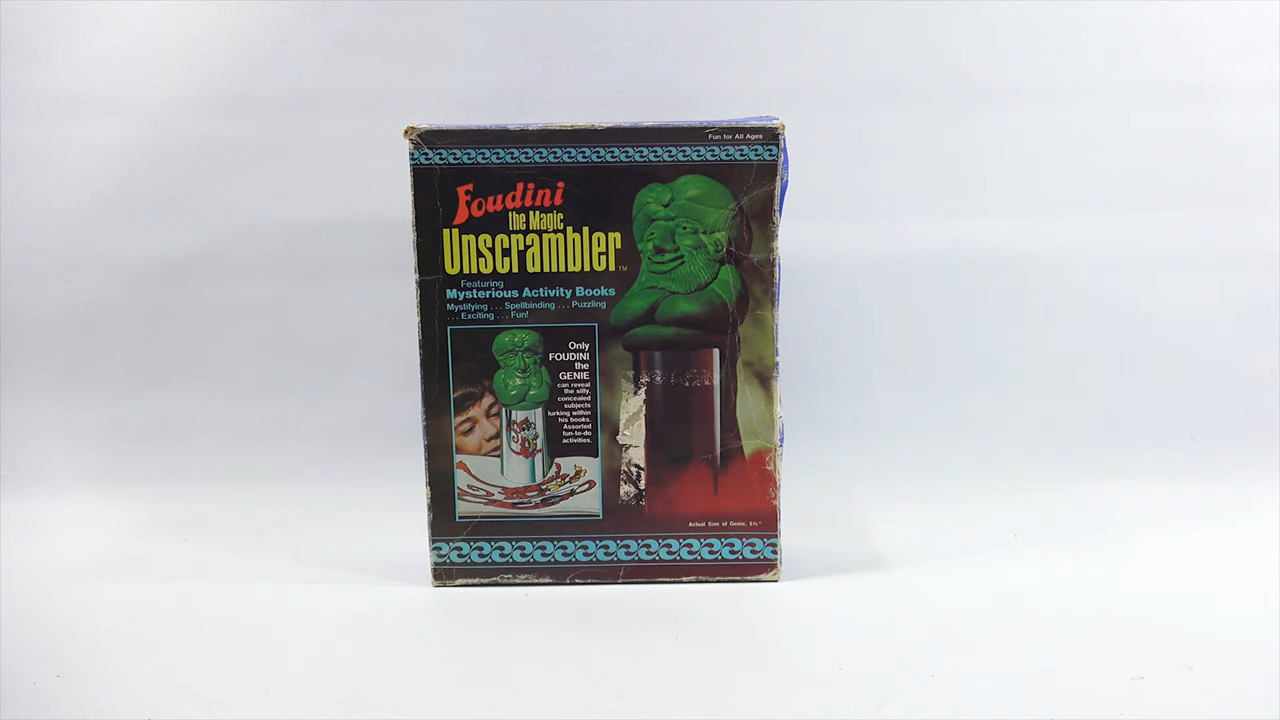 Fun for All Ages
Foudini
the Magic
Unscrambler™
Featuring
Mysterious Activity Books
Mystifying . . . Spellbinding . . . Puzzling
. . . Exciting . . . Fun!
Only
FOUDINI
the
GENIE
can reveal
the silly,
concealed
subjects
lurking within
his books.
Assorted
fun-to-do
activities.
Actual Size of Genie, 5¾"